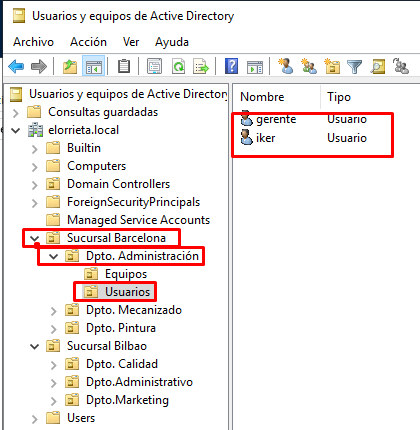 Usuarios y equipos de Active Directory
Archivo Acción Ver Ayuda
Usuarios y equipos de Active Directory
Consultas guardadas
elorrieta.local
Builtin
Computers
Domain Controllers
ForeignSecurityPrincipals
Managed Service Accounts
Sucursal Barcelona
Dpto. Administración
Equipos
Usuarios
Dpto. Mecanizado
Dpto. Pintura
Sucursal Bilbao
Dpto. Calidad
Dpto.Administrativo
Dpto.Marketing
Users
Nombre Tipo
gerente Usuario
iker Usuario